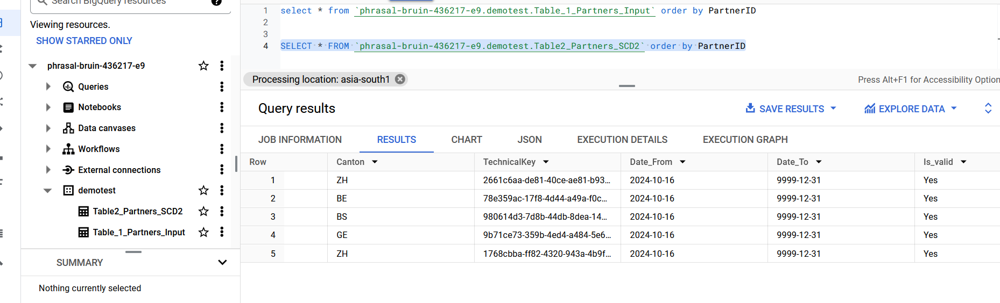 Search BigQuery resources
Viewing resources.
SHOW STARRED ONLY
phrasal-bruin-436217-e9
Queries
Notebooks
Data canvases
Workflows
External connections
demotest
Table2_Partners_SCD2
Table_1_Partners_Input
SUMMARY
Nothing currently selected
1 select * from `phrasal-bruin-436217-e9.demotest.Table_1_Partners_Input` order by PartnerID
2
3
4 SELECT * FROM `phrasal-bruin-436217-e9.demotest.Table2_Partners_SCD2` order by PartnerID
Processing location: asia-south1
Press Alt+F1 for Accessibility Option
Query results
SAVE RESULTS
EXPLORE DATA
JOB INFORMATION RESULTS CHART JSON EXECUTION DETAILS EXECUTION GRAPH
Row Canton TechnicalKey Date_From Date_To Is_valid
1 ZH 2661c6aa-de81-40ce-ae81-b93... 2024-10-16 9999-12-31 Yes
2 BE 78e359ac-17f8-4d44-a49a-f0c... 2024-10-16 9999-12-31 Yes
3 BS 980614d3-7d8b-44db-8dea-14... 2024-10-16 9999-12-31 Yes
4 GE 9b71ce73-359b-4ed4-a484-5e6... 2024-10-16 9999-12-31 Yes
5 ZH 1768cbba-ff82-4320-943a-4b9f... 2024-10-16 9999-12-31 Yes